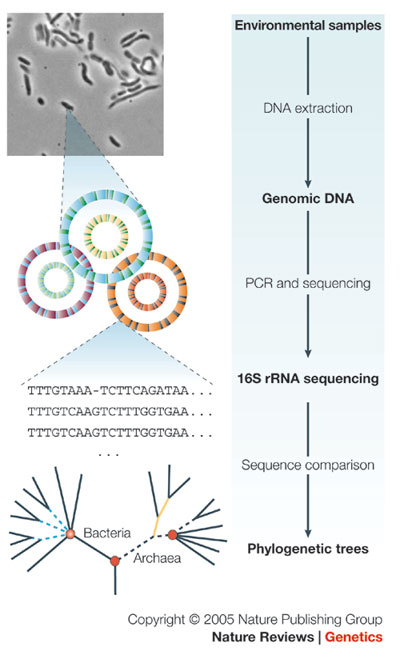 Environmental samples
DNA extraction
Genomic DNA
PCR and sequencing
TTTGTAAA-TCTTCAGATAA...
TTTGTCAAGTCTTTGGTGAA...
TTTGTCAAGTCTTTGGTGAA...
...
16S rRNA sequencing
Sequence comparison
Bacteria
Archaea
Phylogenetic trees
Copyright © 2005 Nature Publishing Group
Nature Reviews | Genetics